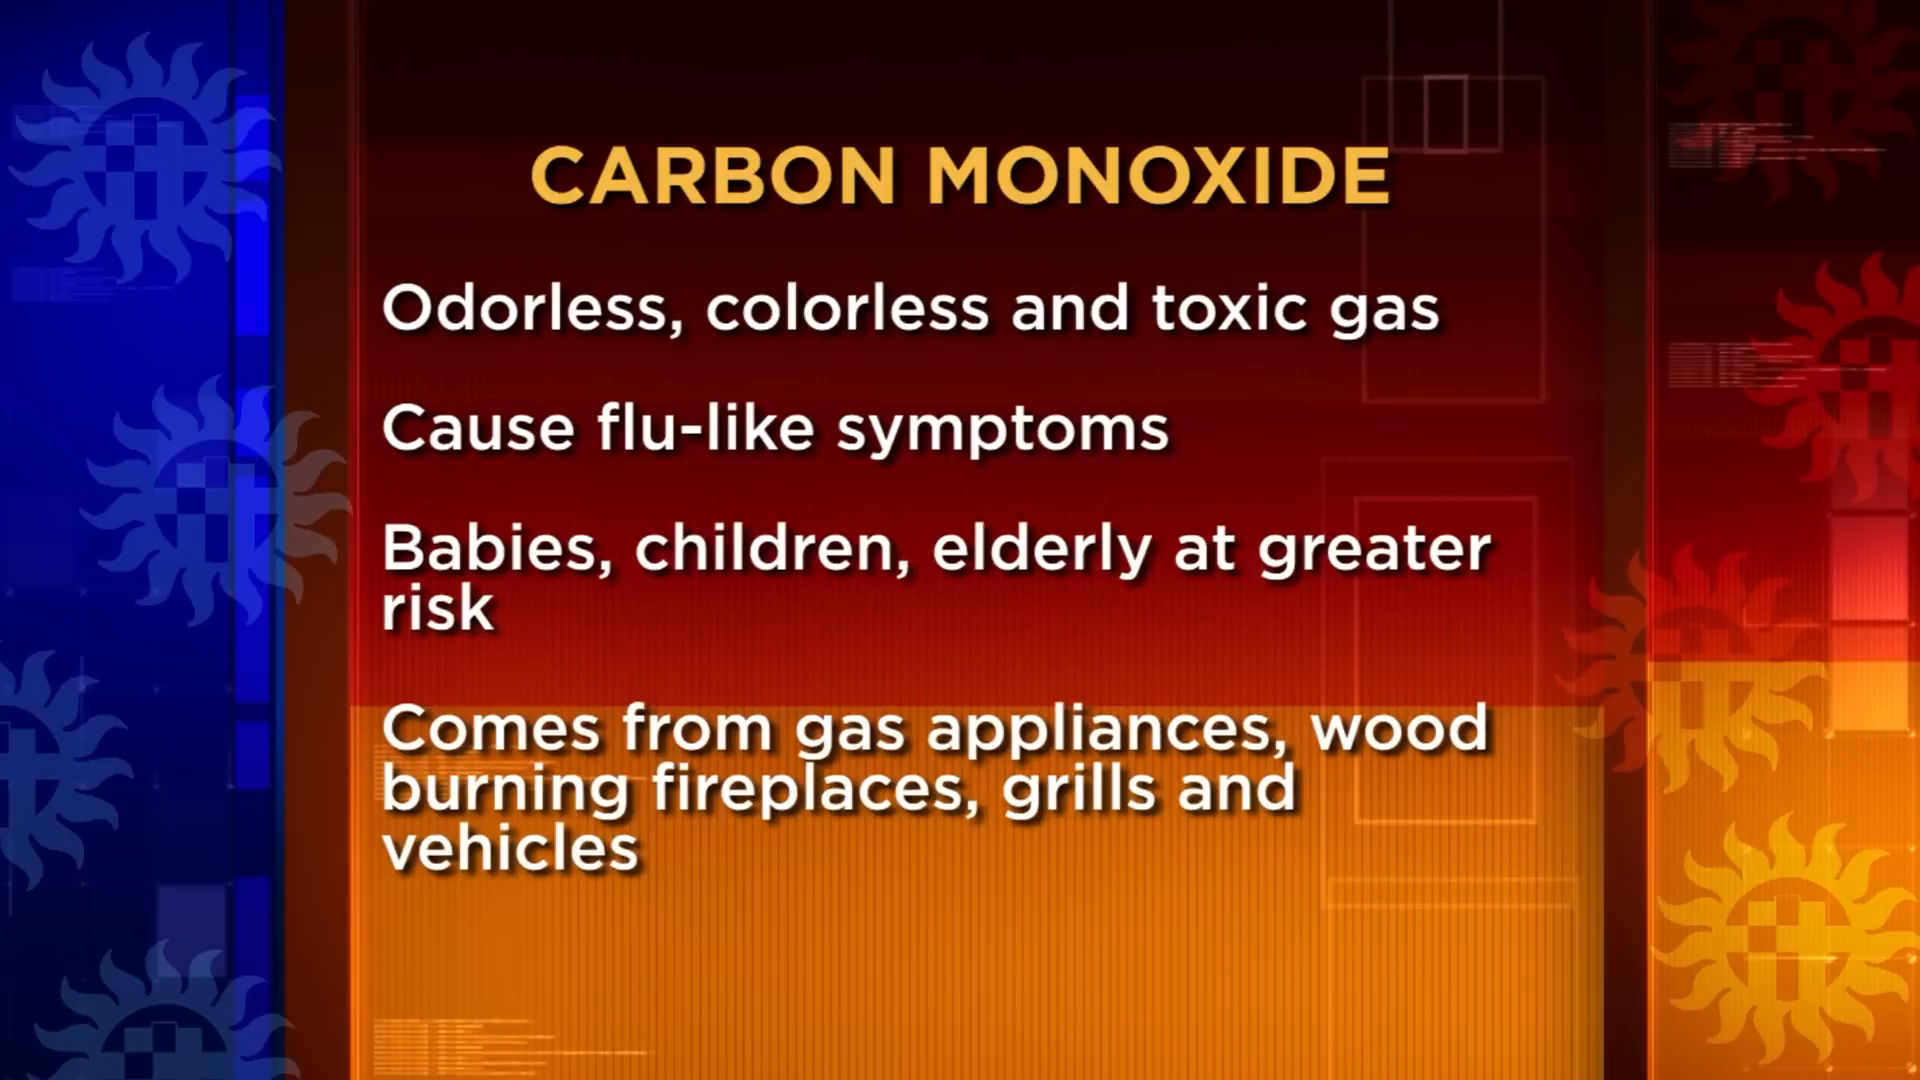 CARBON MONOXIDE
Odorless, colorless and toxic gas
Cause flu-like symptoms
Babies, children, elderly at greater
risk
Comes from gas appliances, wood
burning fireplaces, grills and
vehicles